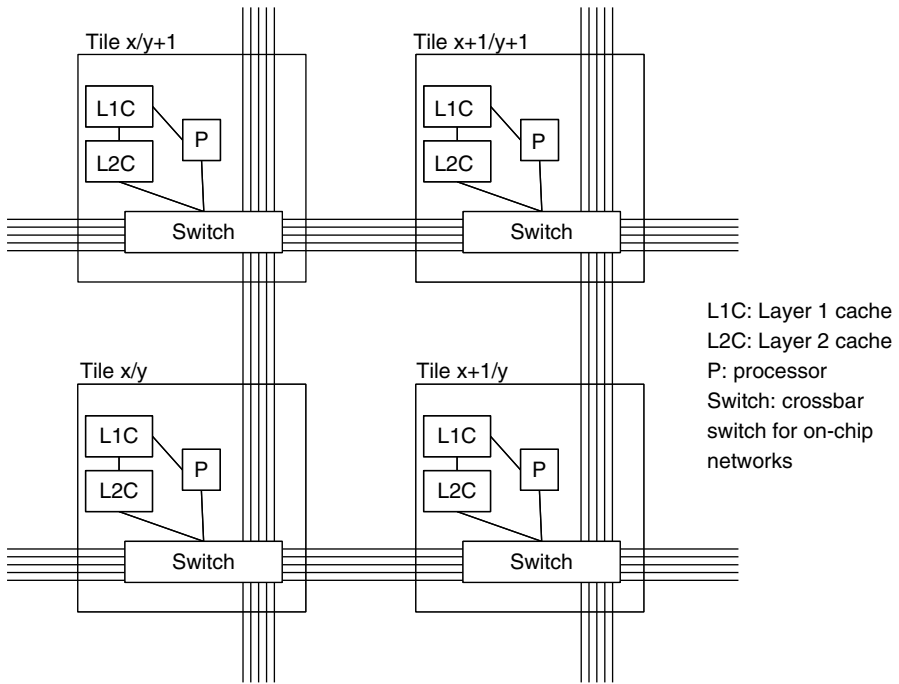 Tile x/y+1
L1C
P
L2C
Switch
Tile x+1/y+1
L1C
P
L2C
Switch
Tile x/y
L1C
P
L2C
Switch
Tile x+1/y
L1C
P
L2C
Switch
L1C: Layer 1 cache
L2C: Layer 2 cache
P: processor
Switch: crossbar
switch for on-chip
networks